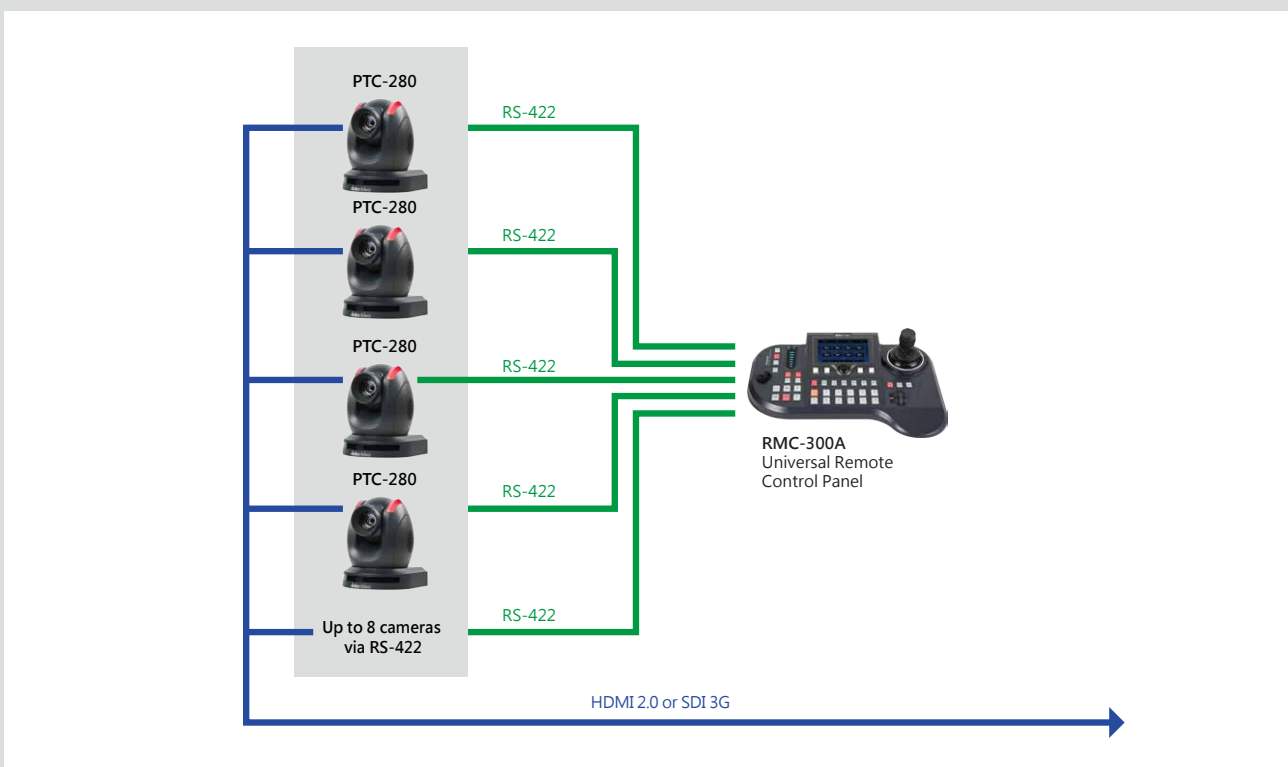 PTC-280
RS-422
PTC-280
RS-422
PTC-280
RS-422
RMC-300A
Universal Remote
Control Panel
PTC-280
RS-422
Up to 8 cameras
via RS-422
RS-422
HDMI 2.0 or SDI 3G